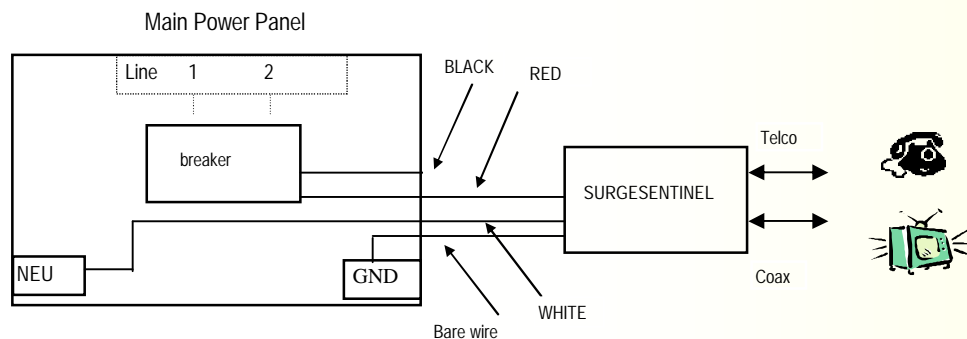 Main Power Panel
Line 1 2
BLACK
RED
breaker
Telco
SURGESENTINEL
NEU
GND
Coax
WHITE
Bare wire